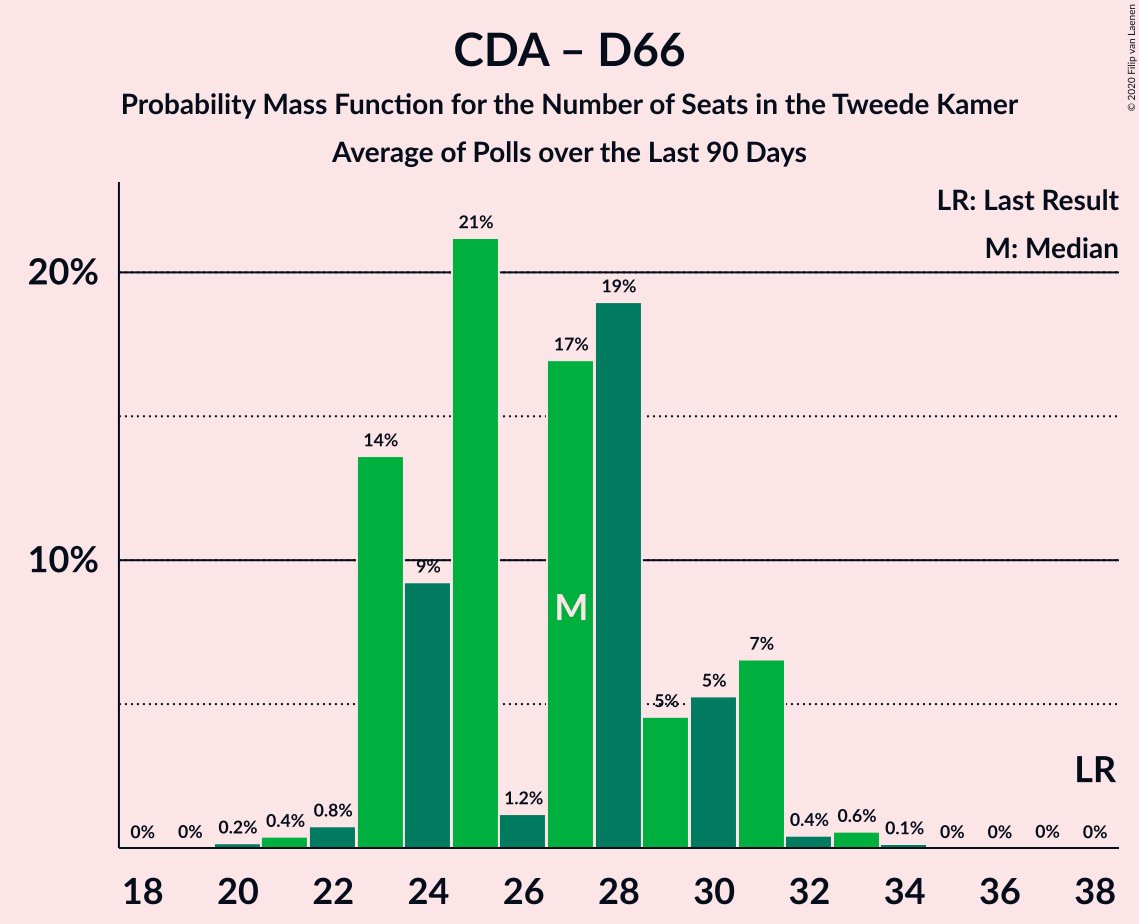 CDA – D66
Probability Mass Function for the Number of Seats in the Tweede Kamer
Average of Polls over the Last 90 Days
© 2020 Filip van Laenen
LR: Last Result
M: Median
20%
10%
0%
0%
0.2%
0.4%
0.8%
14%
9%
21%
1.2%
17%
19%
5%
5%
7%
0.4%
0.6%
0.1%
0%
0%
0%
0%
M
LR
18 20 22 24 26 28 30 32 34 36 38